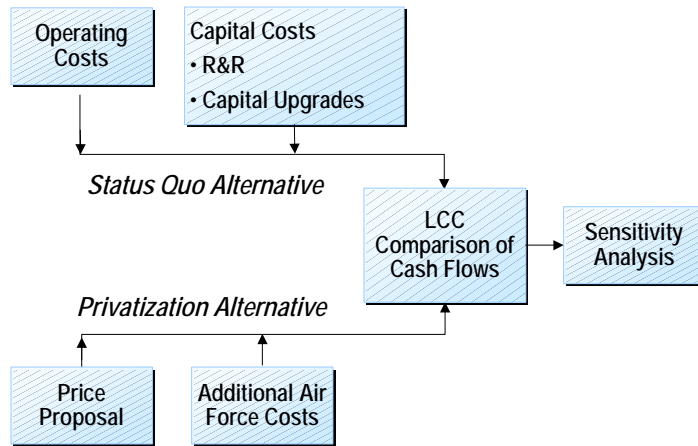 Operating
Costs
Capital Costs
• R&R
• Capital Upgrades
Status Quo Alternative
LCC
Comparison of
Cash Flows
Sensitivity
Analysis
Privatization Alternative
Price
Proposal
Additional Air
Force Costs